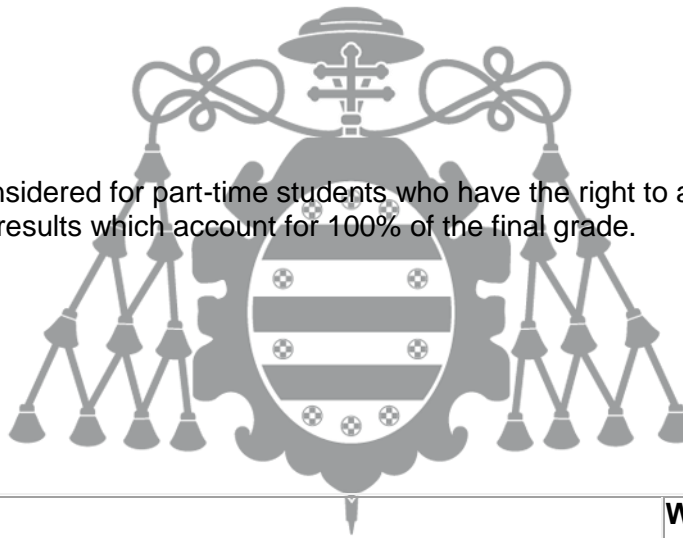 nsidered for part-time students who have the right to a
results which account for 100% of the final grade.
W